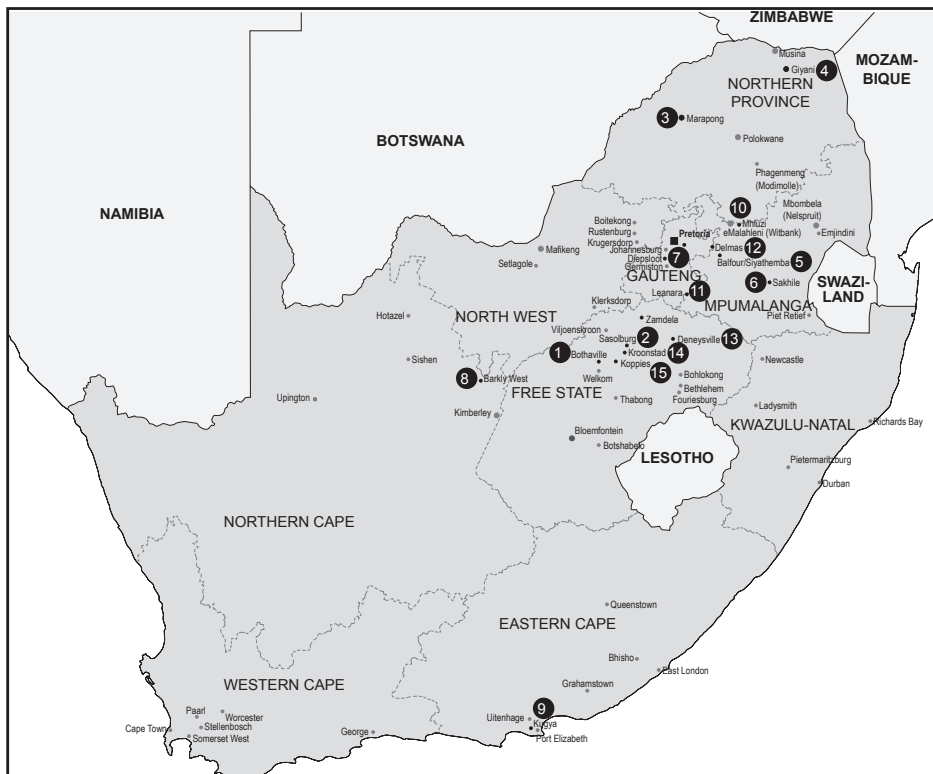 ZIMBABWE
Musina
MOZAM-
BIQUE
Giyani
4
NORTHERN
PROVINCE
3
Marapong
BOTSWANA
Polokwane
Phagenmeng
(Modimolle)
NAMIBIA
10
Mbombela
(Nelspruit)
Mhluzi
Boitekong
Rustenburg
Krugersdorp
Pretoria
eMalahleni (Witbank)
Emjindini
Mafikeng
Johannesburg
Delmas
12
Setlagole
Diepsloot
7
Balfour/Siyathemba
5
Germiston
GAUTENG
6
Sakhile
SWAZI-
LAND
Leanara
11
MPUMALANGA
Klerksdorp
Hotazel
NORTH WEST
Zamdela
Piet Retief
Viljoenskroon
Sasolburg
2
Deneysville
13
1
Bothaville
Kroonstad
14
Sishen
Koppies
Newcastle
8
Barkly West
Welkom
15
Bohlokong
FREE STATE
Bethlehem
Upington
Thabong
Fouriesburg
Kimberley
Ladysmith
KWAZULU-NATAL
Richards Bay
Bloemfontein
Botshabelo
LESOTHO
Pietermaritzburg
Durban
NORTHERN CAPE
Queenstown
EASTERN CAPE
Bhisho
East London
WESTERN CAPE
Grahamstown
9
Paarl
Worcester
Uitenhage
Kugya
Cape Town
Stellenbosch
George
Port Elizabeth
Somerset West